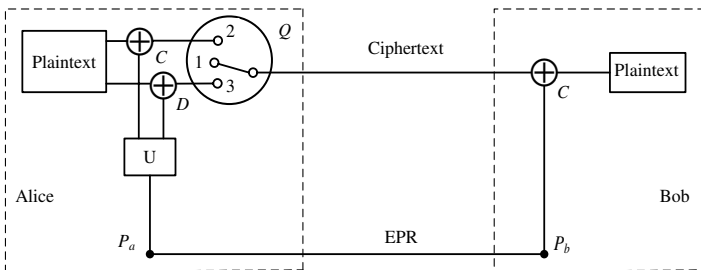 2
Q
Plaintext
C
1
3
D
Ciphertext
Plaintext
C
U
Alice
Bob
Pa
EPR
Pb